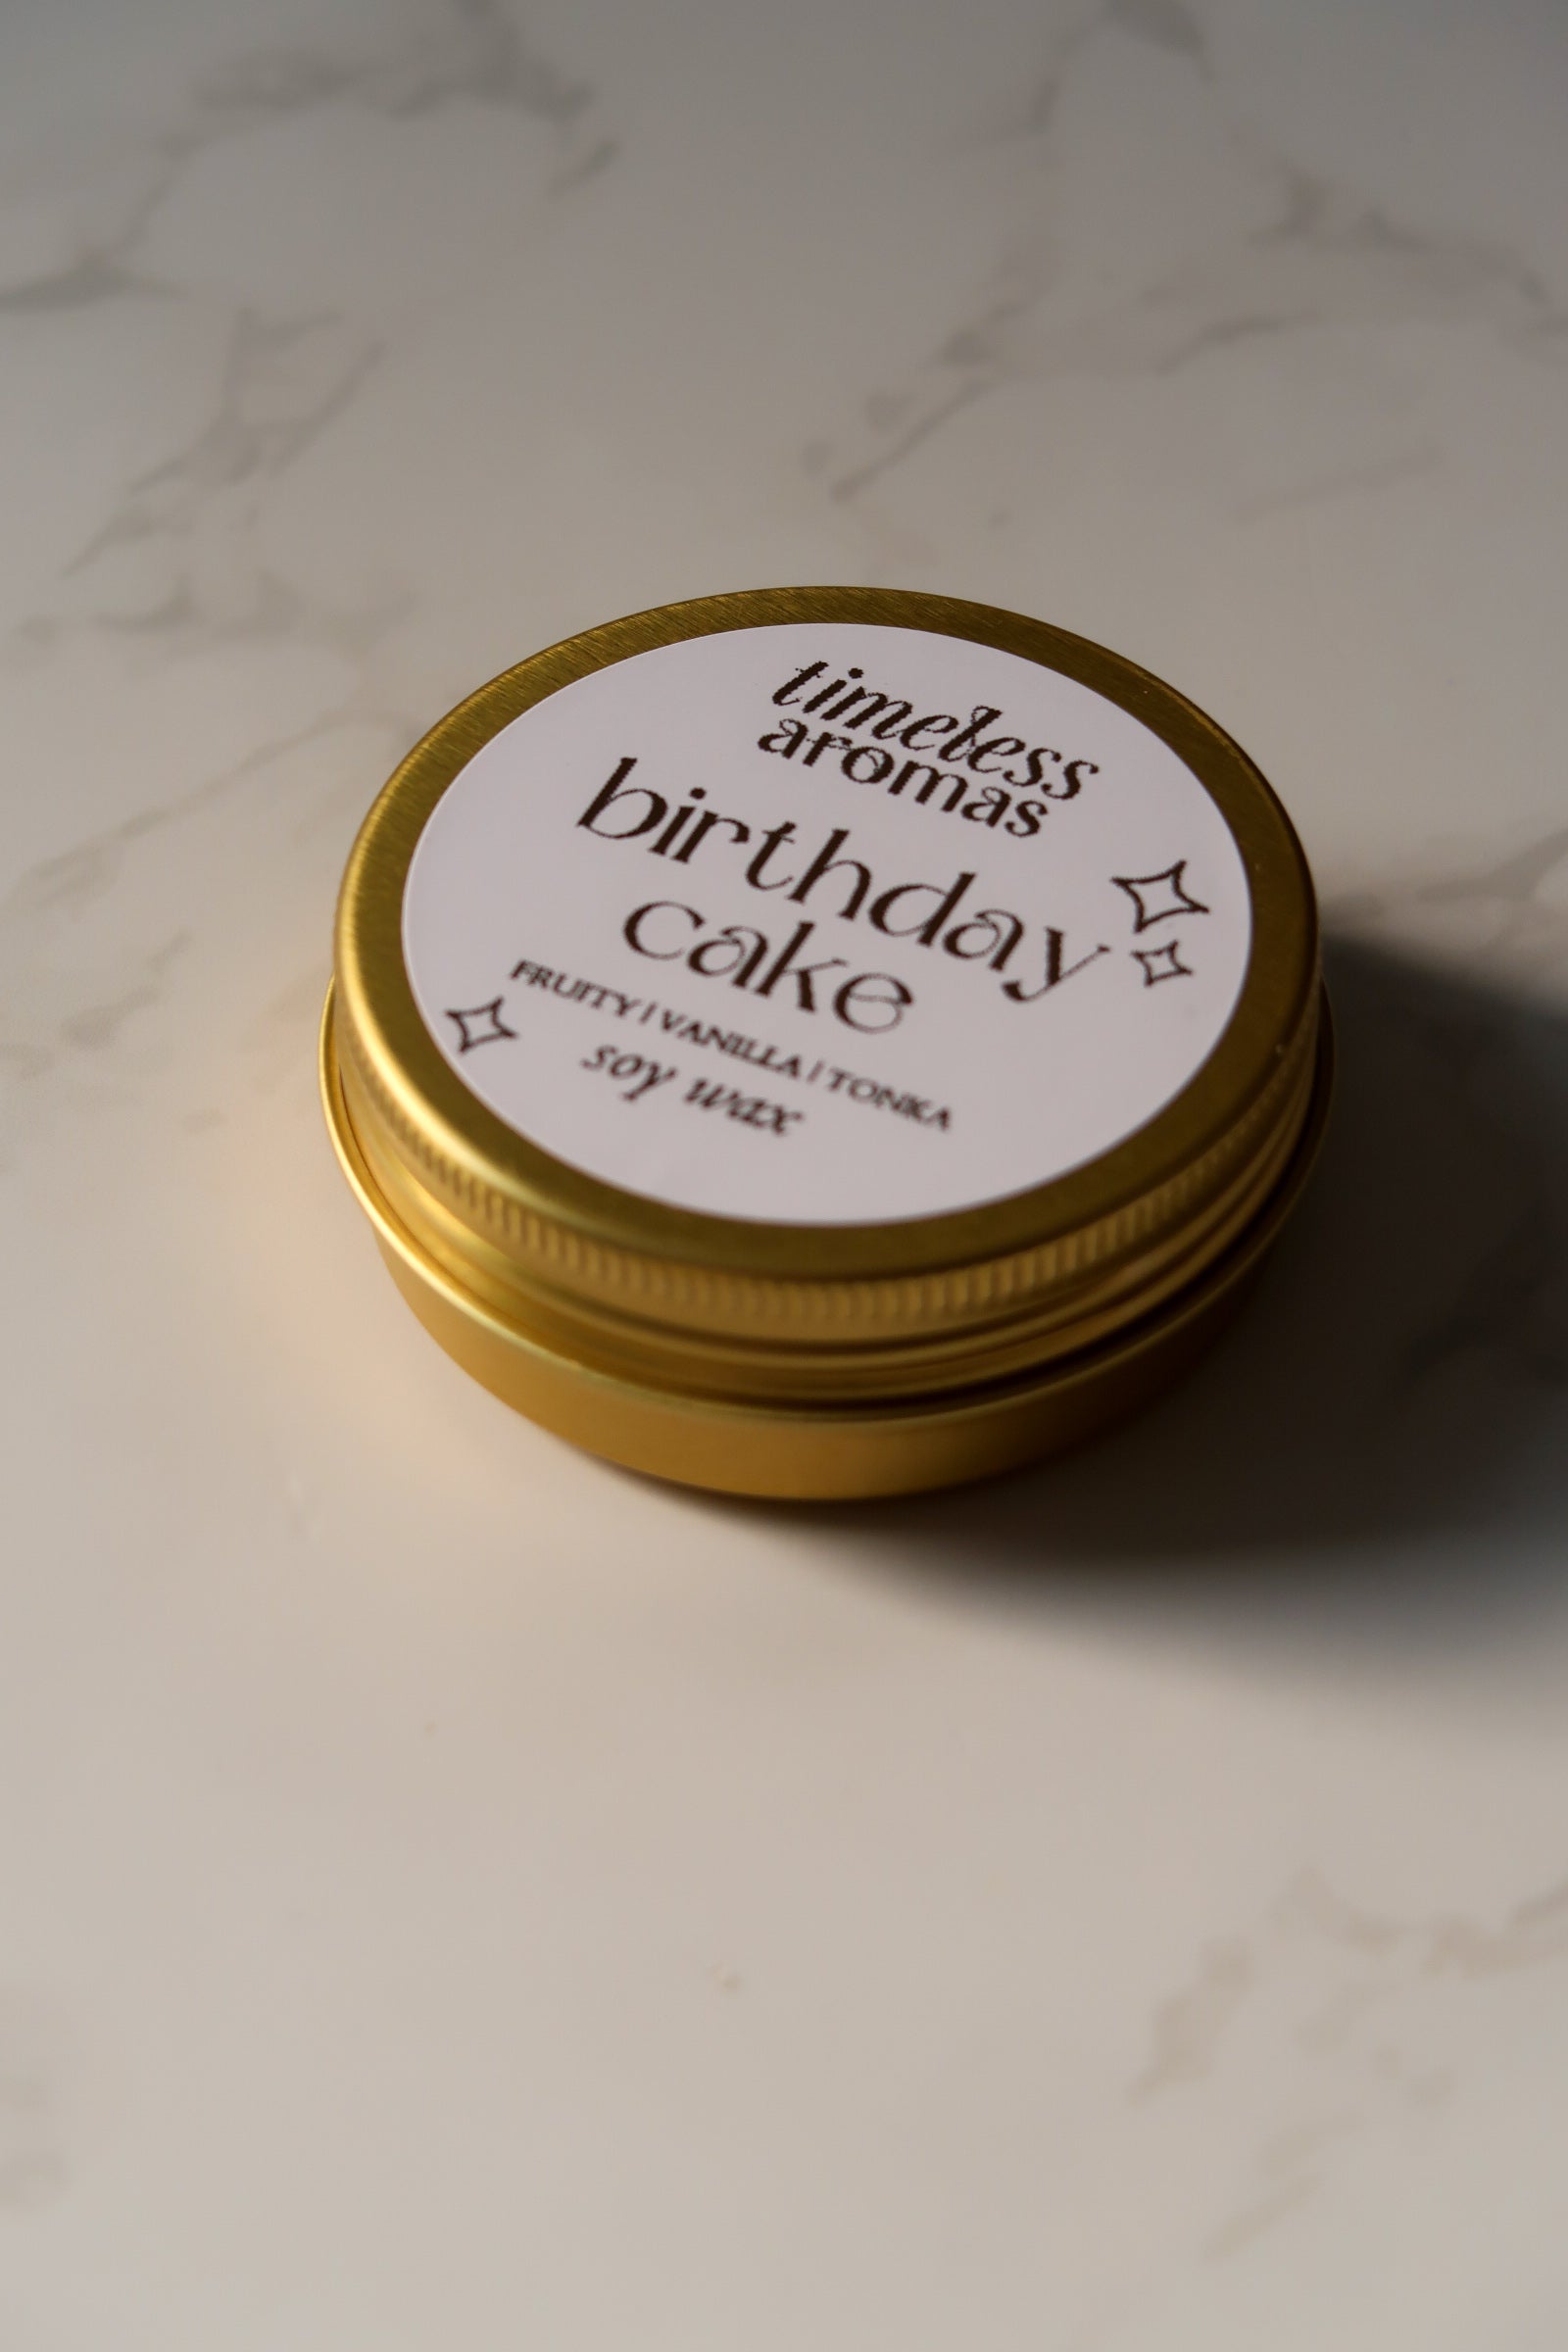 timeless
aromas
birthday
cake
FRUITY | VANILLA | TONKA
soy wax